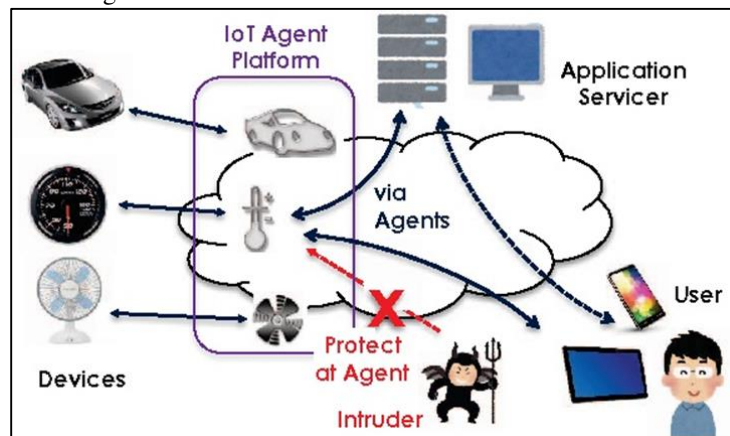 IoT Agent
Platform
Application
Servicer
via
Agents
User
Protect
at Agent
Devices
Intruder